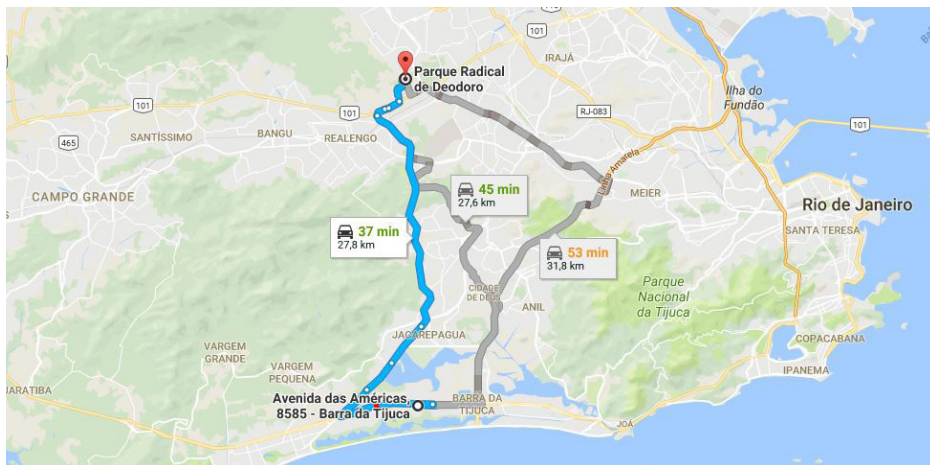 101
IRAJÁ
Parque Radical
de Deodoro
Ilha do
Fundão
RJ-083
101
101
101
SANTÍSSIMO
BANGU
REALENGO
465
Linha Amarela
MEIER
CAMPO GRANDE
45 min
27,6 km
Rio de Janeiro
SANTA TERESA
37 min
27,8 km
53 min
31,8 km
Parque
Nacional
da Tijuca
CIDADE
DE DEUS
ANIL
JACAREPAGUA
COPACABANA
VARGEM
GRANDE
VARGEM
PEQUENA
IPANEMA
UARATIBA
Avenida das Américas,
8585 - Barra da Tijuca
BARRA DA
TIJUCA
JOÁ